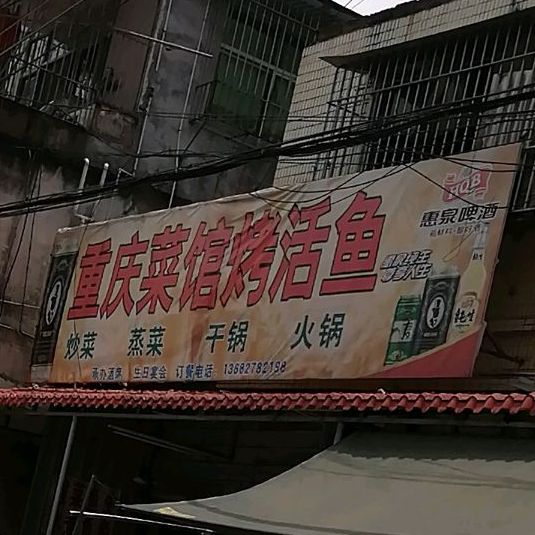 重庆菜馆烤活鱼
炒菜 蒸菜 干锅 火锅
承办酒席 生日宴会 订餐电话 13682782198
惠泉啤酒